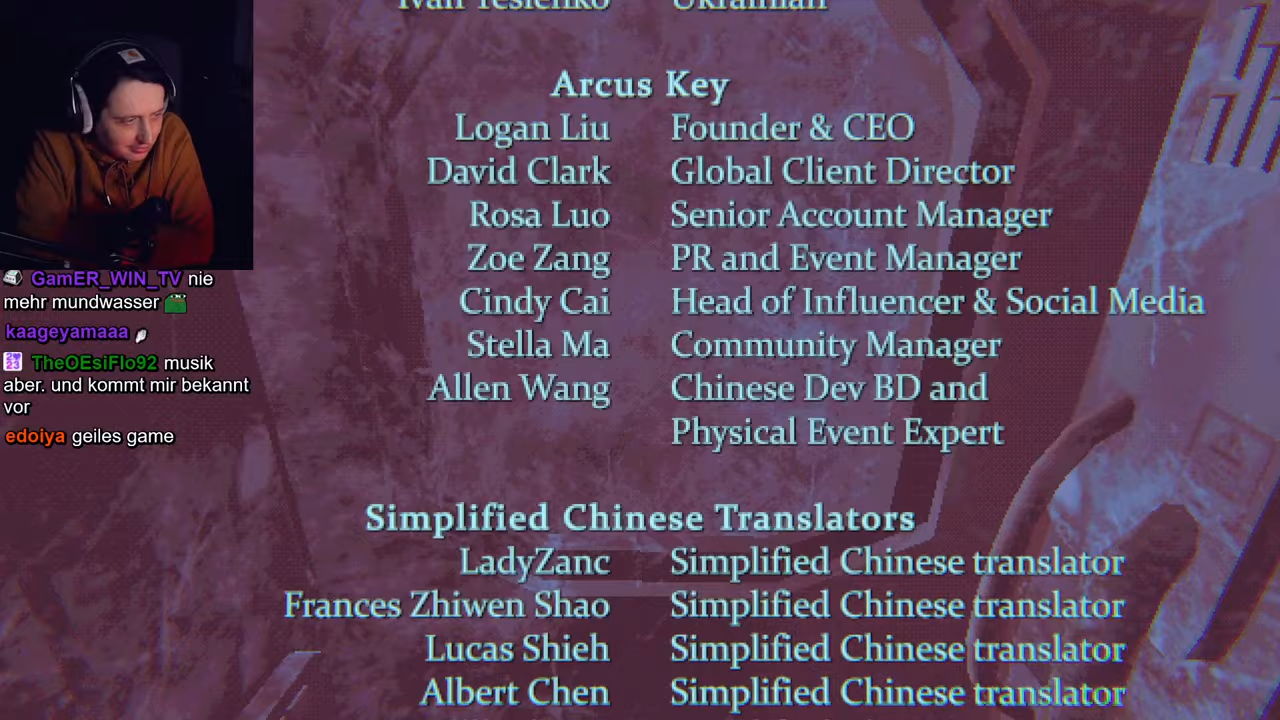 Ivan Yesienko Ukrainian
Arcus Key
Logan Liu Founder & CEO
David Clark Global Client Director
Rosa Luo Senior Account Manager
Zoe Zang PR and Event Manager
Cindy Cai Head of Influencer & Social Media
Stella Ma Community Manager
Allen Wang Chinese Dev BD and
Physical Event Expert
Simplified Chinese Translators
LadyZanc Simplified Chinese translator
Frances Zhiwen Shao Simplified Chinese translator
Lucas Shieh Simplified Chinese translator
Albert Chen Simplified Chinese translator
GamER_WIN_TV nie
mehr mundwasser
kaageyamaaa
TheOEsiFlo92 musik
aber. und kommt mir bekannt
vor
edoiya geiles game